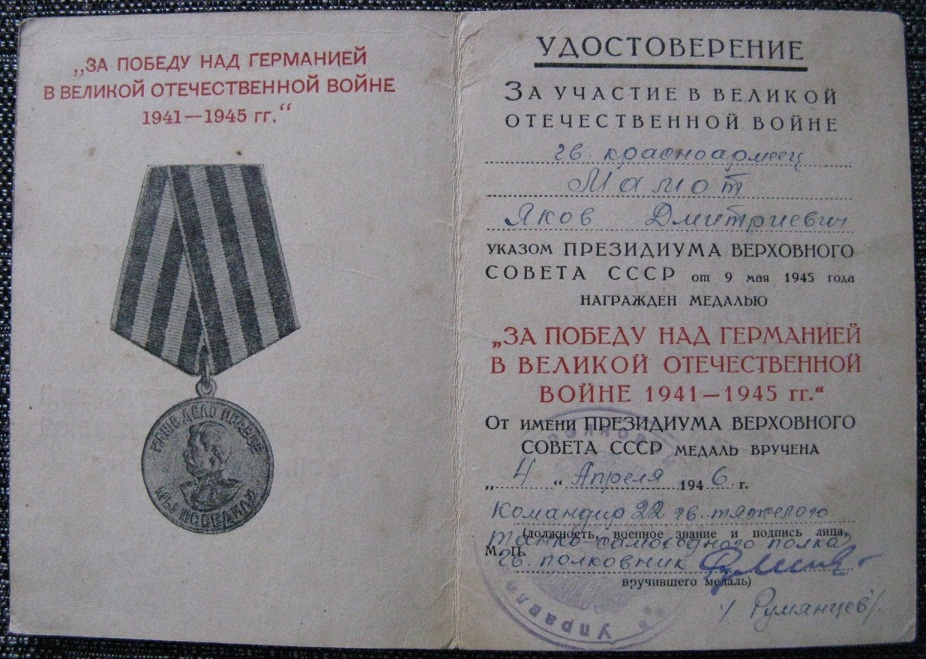 „ЗА ПОБЕДУ НАД ГЕРМАНИЕЙ
В ВЕЛИКОЙ ОТЕЧЕСТВЕННОЙ ВОЙНЕ
1941—1945 гг.“
НАШЕ ДЕЛО ПРАВОЕ
МЫ ПОБЕДИЛИ
УДОСТОВЕРЕНИЕ
ЗА УЧАСТИЕ В ВЕЛИКОЙ
ОТЕЧЕСТВЕННОЙ ВОЙНЕ
гв. красноармеец
Мамот
Яков Дмитриевич
УКАЗОМ ПРЕЗИДИУМА ВЕРХОВНОГО
СОВЕТА СССР от 9 мая 1945 года
НАГРАЖДЕН МЕДАЛЬЮ
„ЗА ПОБЕДУ НАД ГЕРМАНИЕЙ
В ВЕЛИКОЙ ОТЕЧЕСТВЕННОЙ
ВОЙНЕ 1941—1945 гг.“
ОТ ИМЕНИ ПРЕЗИДИУМА ВЕРХОВНОГО
СОВЕТА СССР МЕДАЛЬ ВРУЧЕНА
„4“ Апреля 1946 г.
Командир 22 гв. тяжелого
(должность, военное звание и подпись лица,
танко-самоходного полка
М. П.
гв. полковник
вручившего медаль)
/Румянцев/